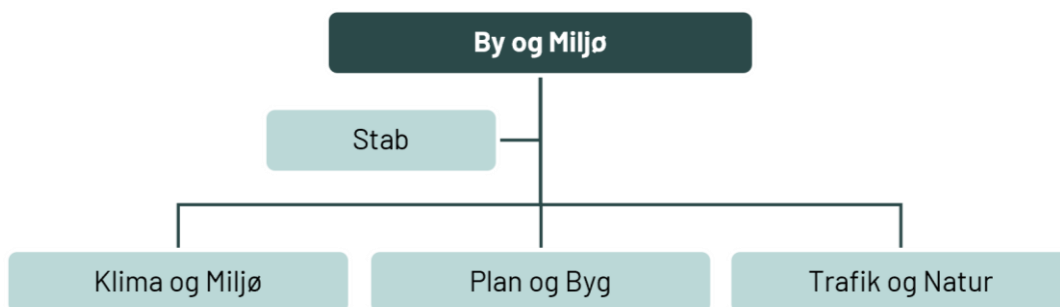 By og Miljø
Stab
Klima og Miljø
Plan og Byg
Trafik og Natur